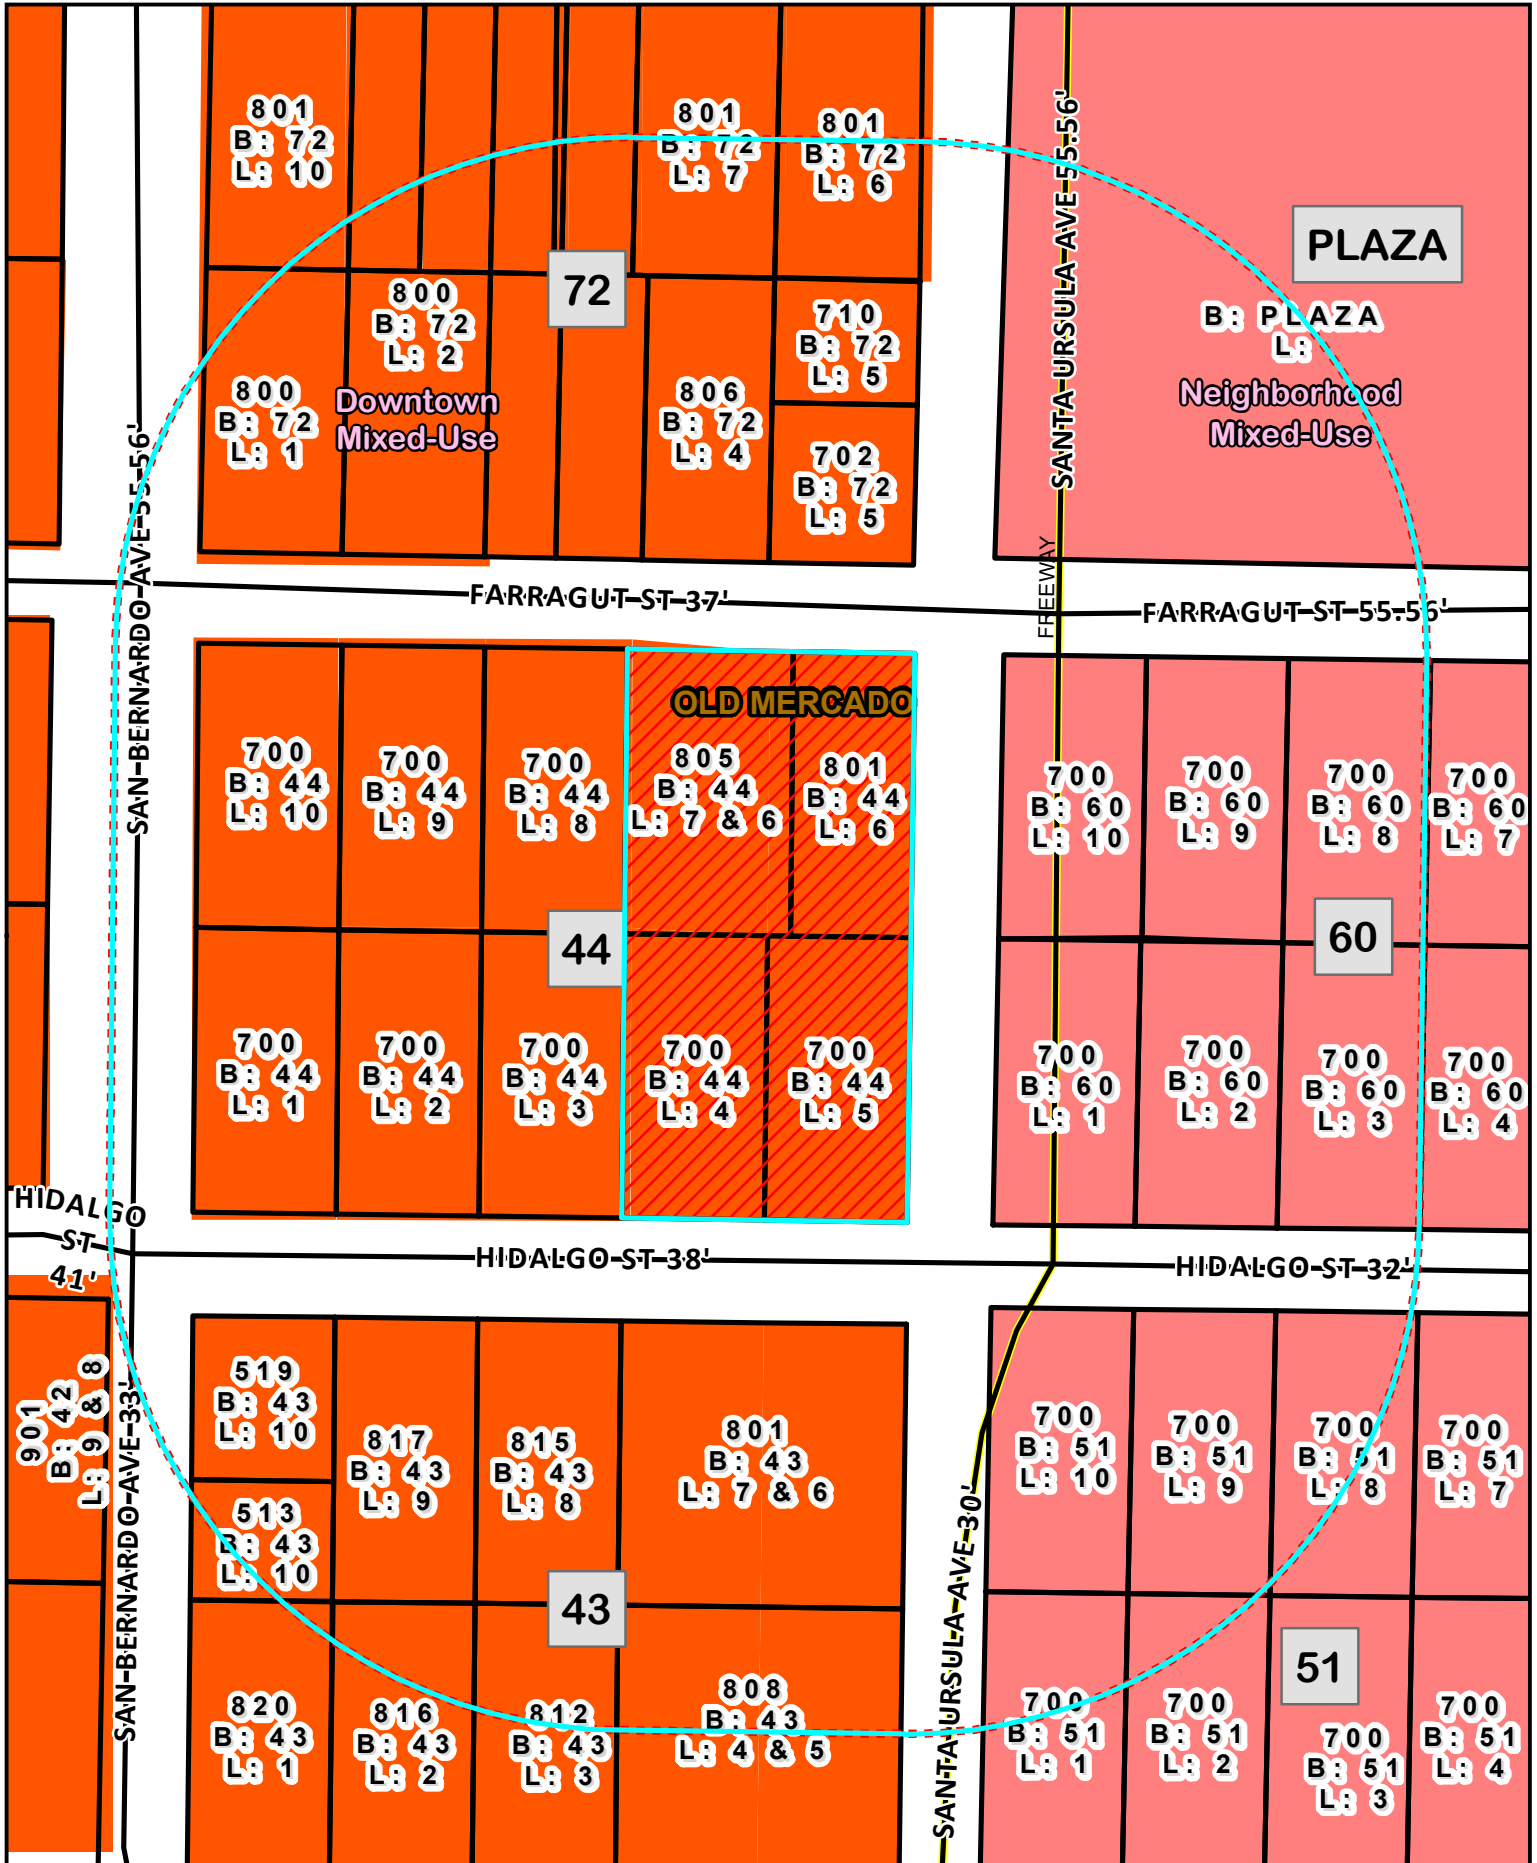 801
B: 72
L: 10
801
B: 72
L: 7
801
B: 72
L: 6
SANTA URSULA AVE 55.56'
PLAZA
B: PLAZA
L:
Neighborhood
Mixed-Use
72
800
B: 72
L: 2
800
B: 72
L: 1
Downtown
Mixed-Use
806
B: 72
L: 4
710
B: 72
L: 5
702
B: 72
L: 5
SAN BERNARDO AVE 55.56'
FARRAGUT ST 37'
FREEWAY
FARRAGUT ST 55.56'
OLD MERCADO
700
B: 44
L: 10
700
B: 44
L: 9
700
B: 44
L: 8
805
B: 44
L: 7 & 6
801
B: 44
L: 6
700
B: 60
L: 10
700
B: 60
L: 9
700
B: 60
L: 8
700
B: 60
L: 7
44
60
700
B: 44
L: 1
700
B: 44
L: 2
700
B: 44
L: 3
700
B: 44
L: 4
700
B: 44
L: 5
700
B: 60
L: 1
700
B: 60
L: 2
700
B: 60
L: 3
700
B: 60
L: 4
HIDALGO
ST
41'
HIDALGO ST 38'
HIDALGO ST 32'
901
B: 42
L: 9 & 8
SAN BERNARDO AVE 33'
519
B: 43
L: 10
513
B: 43
L: 10
817
B: 43
L: 9
815
B: 43
L: 8
801
B: 43
L: 7 & 6
SANTA URSULA AVE 30'
700
B: 51
L: 10
700
B: 51
L: 9
700
B: 51
L: 8
700
B: 51
L: 7
43
51
820
B: 43
L: 1
816
B: 43
L: 2
812
B: 43
L: 3
808
B: 43
L: 4 & 5
700
B: 51
L: 1
700
B: 51
L: 2
700
B: 51
L: 3
700
B: 51
L: 4